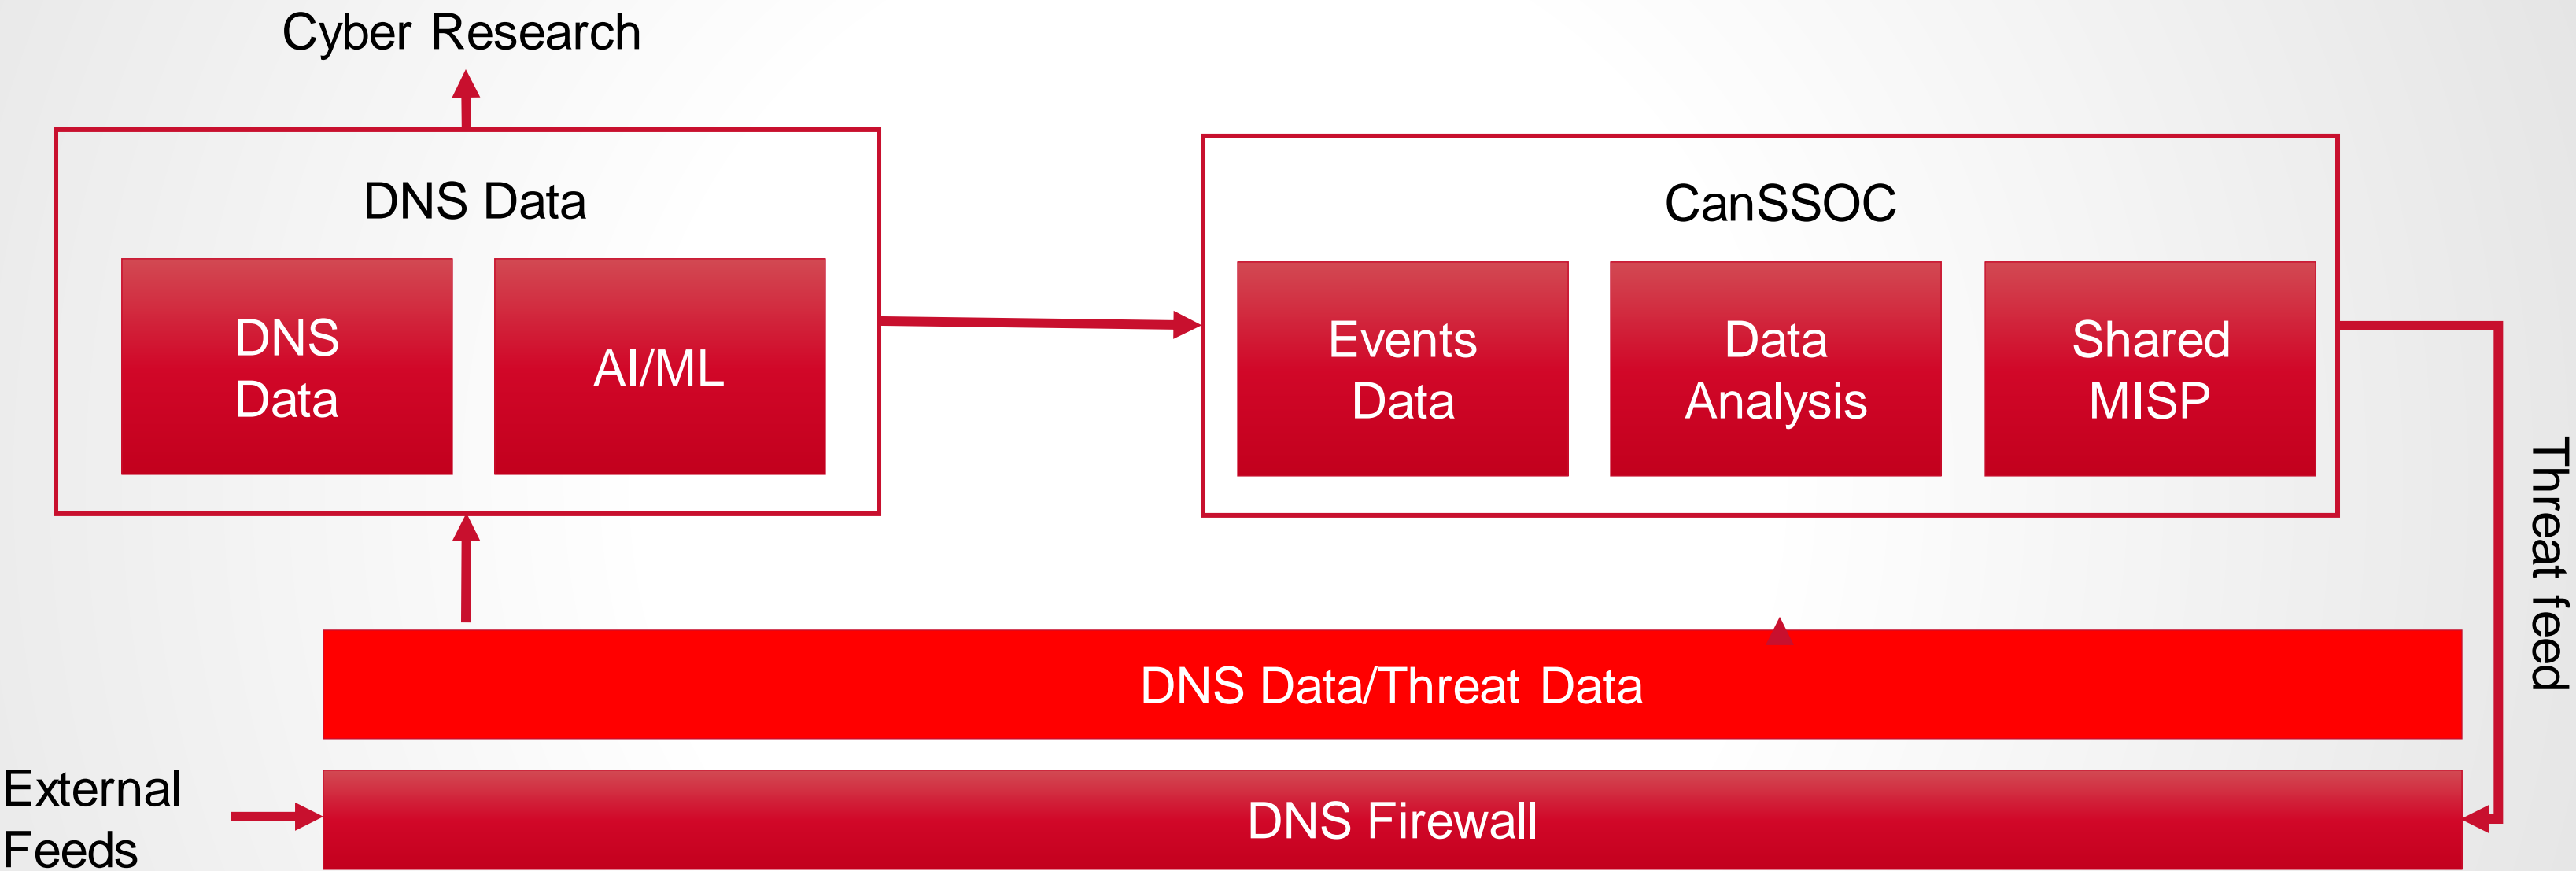 Cyber Research
DNS Data
DNS
Data
AI/ML
CanSSOC
Events
Data
Data
Analysis
Shared
MISP
Threat feed
DNS Data/Threat Data
External
Feeds
DNS Firewall